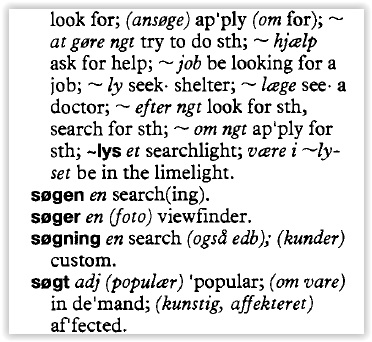 look for; (ansøge) ap'ply (om for); ~
at gøre ngt try to do sth; ~ hjælp
ask for help; ~ job be looking for a
job; ~ ly seek· shelter; ~ læge see· a
doctor; ~ efter ngt look for sth,
search for sth; ~ om ngt ap'ply for
sth; ~lys et searchlight; være i ~ly-
set be in the limelight.
søgen en search(ing).
søger en (foto) viewfinder.
søgning en search (også edb); (kunder)
custom.
søgt adj (populær) 'popular; (om vare)
in de'mand; (kunstig, affekteret)
af'fected.